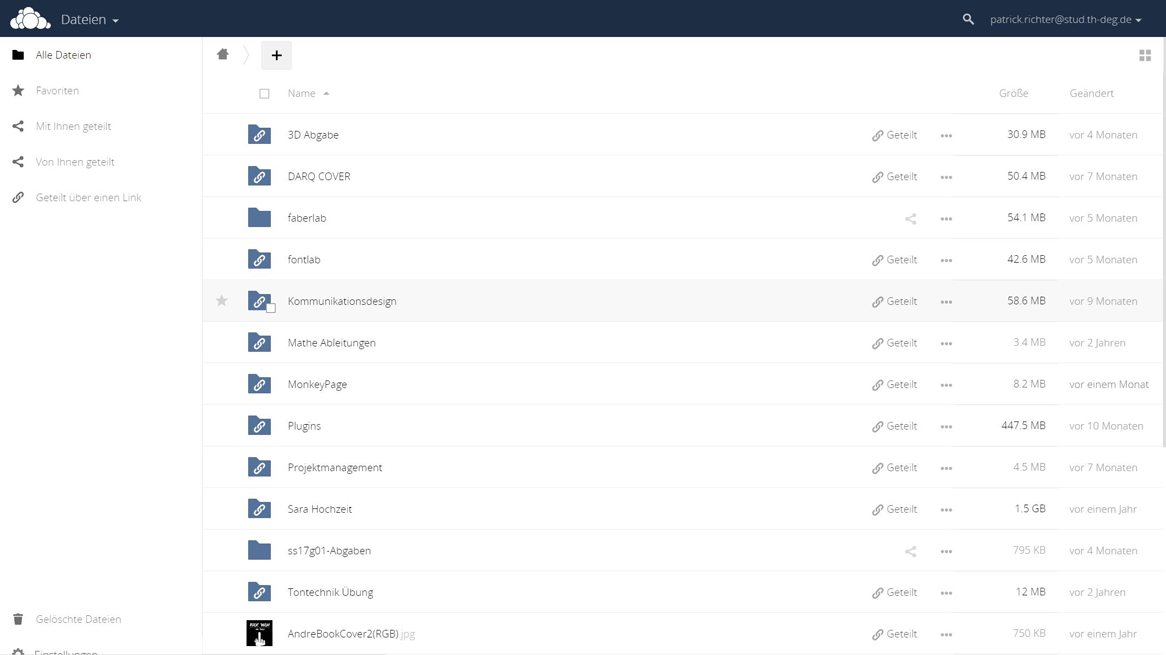 Dateien
patrick.richter@stud.th-deg.de
Alle Dateien
Favoriten
Mit Ihnen geteilt
Von Ihnen geteilt
Geteilt über einen Link
Gelöschte Dateien
Einstellungen
Name Größe Geändert
3D Abgabe Geteilt 30.9 MB vor 4 Monaten
DARQ COVER Geteilt 50.4 MB vor 7 Monaten
faberlab 54.1 MB vor 5 Monaten
fontlab Geteilt 42.6 MB vor 5 Monaten
Kommunikationsdesign Geteilt 58.6 MB vor 9 Monaten
Mathe Ableitungen Geteilt 3.4 MB vor 2 Jahren
MonkeyPage Geteilt 8.2 MB vor einem Monat
Plugins Geteilt 447.5 MB vor 10 Monaten
Projektmanagement Geteilt 4.5 MB vor 7 Monaten
Sara Hochzeit Geteilt 1.5 GB vor einem Jahr
ss17g01-Abgaben 795 KB vor 4 Monaten
Tontechnik Übung Geteilt 12 MB vor 2 Jahren
AndreBookCover2(RGB).jpg Geteilt 750 KB vor einem Jahr